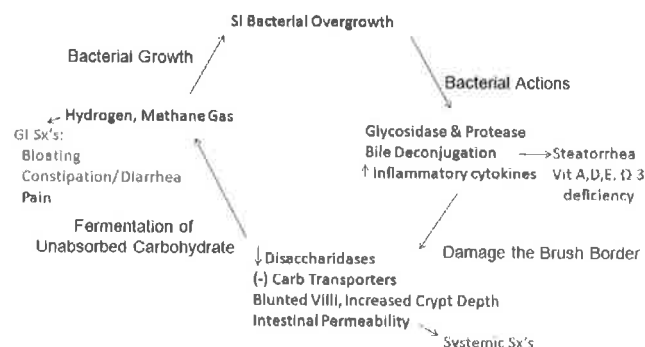 SI Bacterial Overgrowth
Bacterial Growth
Bacterial Actions
Hydrogen, Methane Gas
GI Sx's:
Bloating
Constipation/Diarrhea
Pain
Glycosidase & Protease
Bile Deconjugation
↑ Inflammatory cytokines
Steatorrhea
Vit A,D,E, Ω 3
deficiency
Fermentation of
Unabsorbed Carbohydrate
Damage the Brush Border
↓ Disaccharidases
(-) Carb Transporters
Blunted Villi, Increased Crypt Depth
Intestinal Permeability
Systemic Sx's